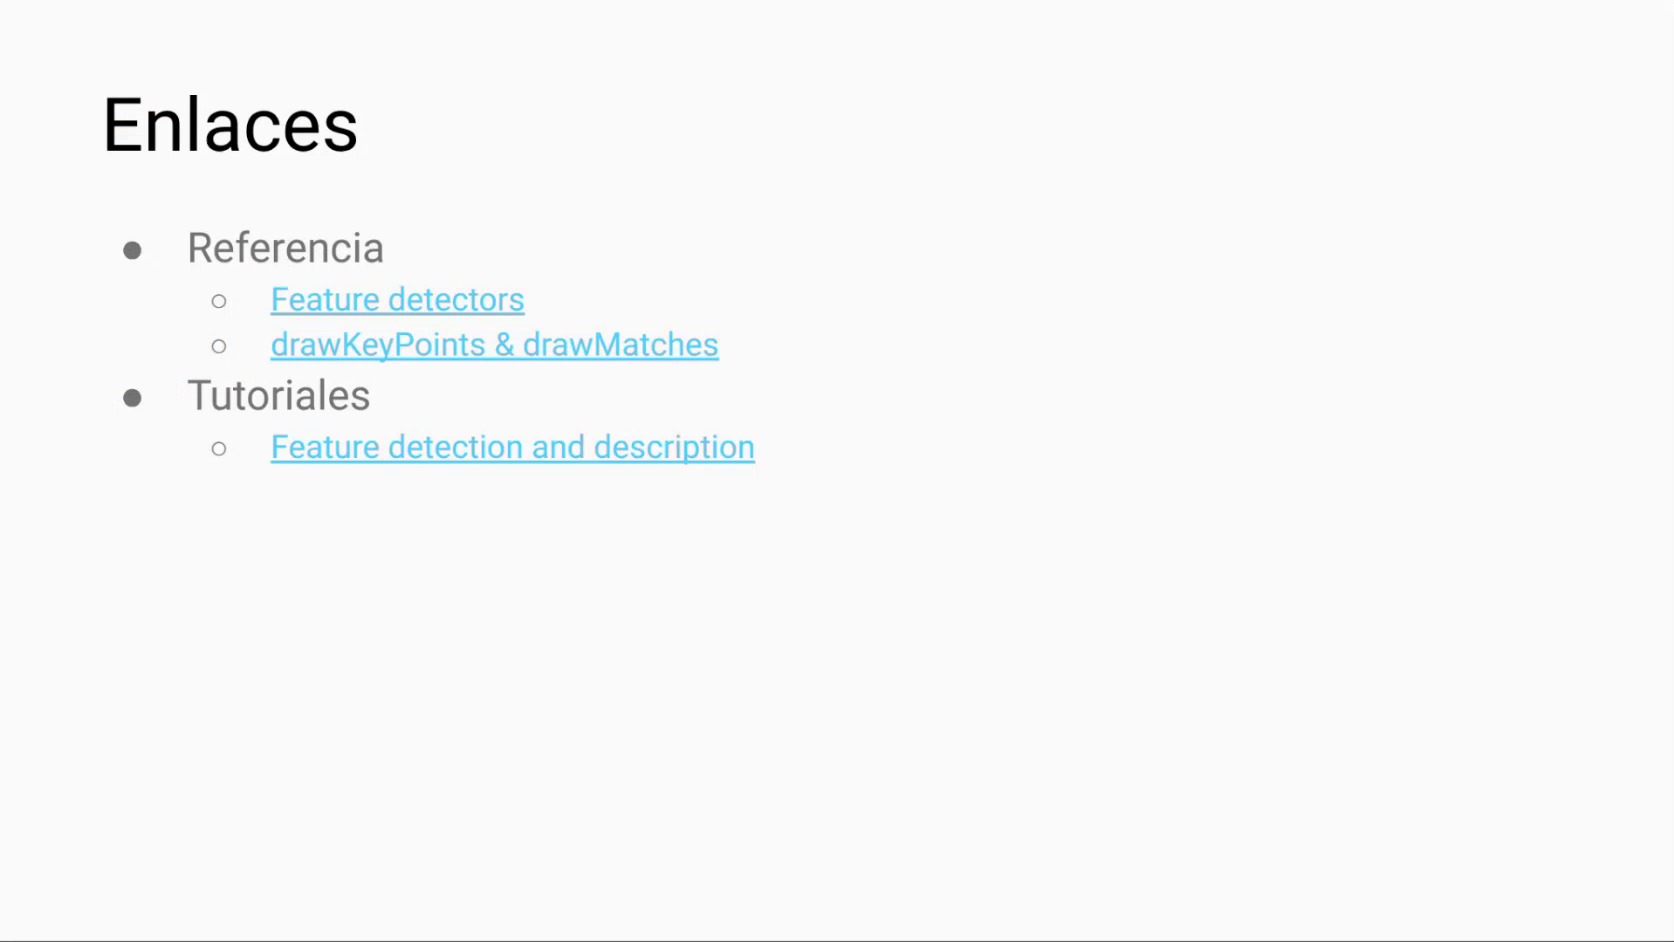 Enlaces
● Referencia
○ Feature detectors
○ drawKeyPoints & drawMatches
● Tutoriales
○ Feature detection and description